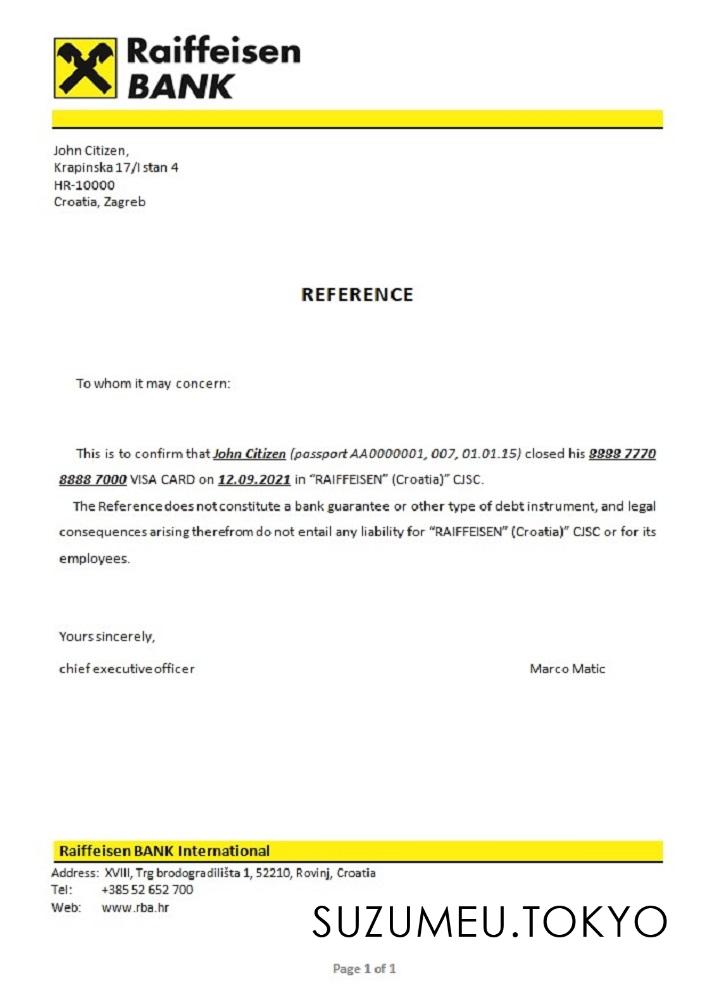 Raiffeisen
BANK
John Citizen,
Krapinska 17/I stan 4
HR-10000
Croatia, Zagreb
REFERENCE
To whom it may concern:
This is to confirm that John Citizen (passport AA0000001, 007, 01.01.15) closed his 8888 7770
8888 7000 VISA CARD on 12.09.2021 in “RAIFFEISEN” (Croatia)” CJSC.
The Reference does not constitute a bank guarantee or other type of debt instrument, and legal
consequences arising therefrom do not entail any liability for “RAIFFEISEN” (Croatia)” CJSC or for its
employees.
Yours sincerely,
chief executive officer Marco Matic
Raiffeisen BANK International
Address: XVIII, Trg brodogradilišta 1, 52210, Rovinj, Croatia
Tel: +385 52 652 700
Web: www.rba.hr
SUZUMEU.TOKYO
Page 1 of 1